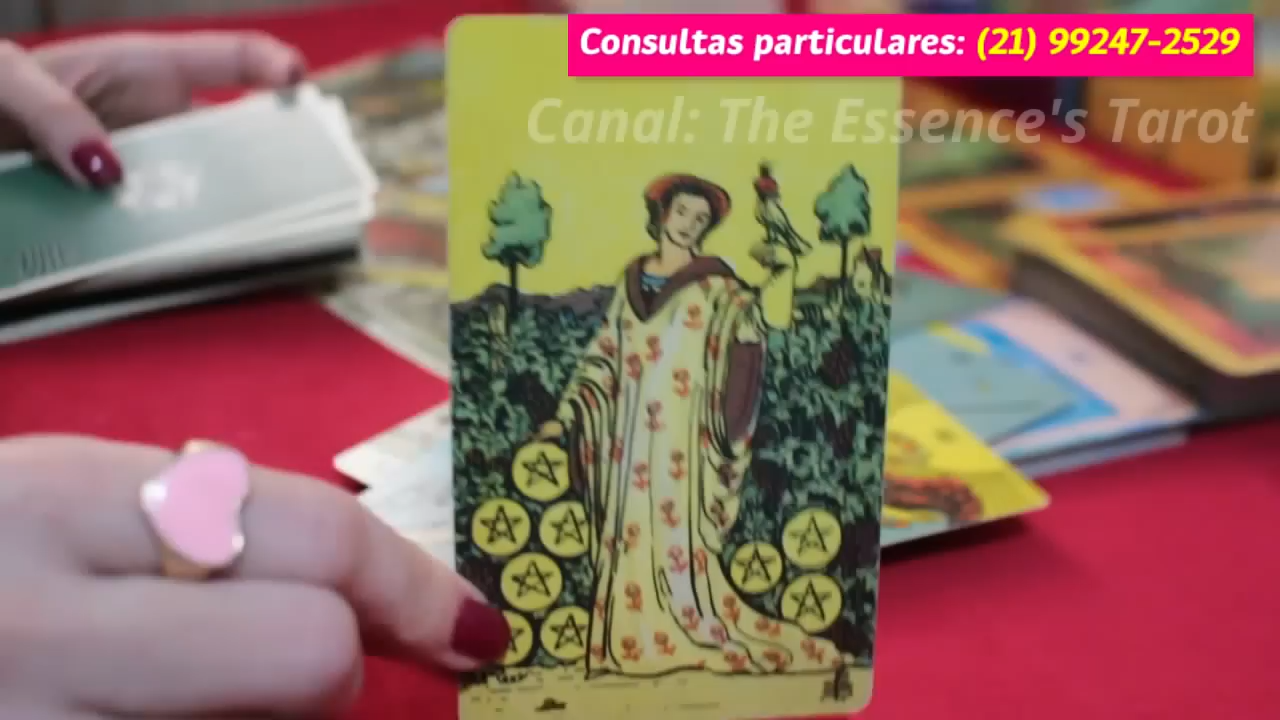 Consultas particulares: (21) 99247-2529
Canal: The Essence's Tarot